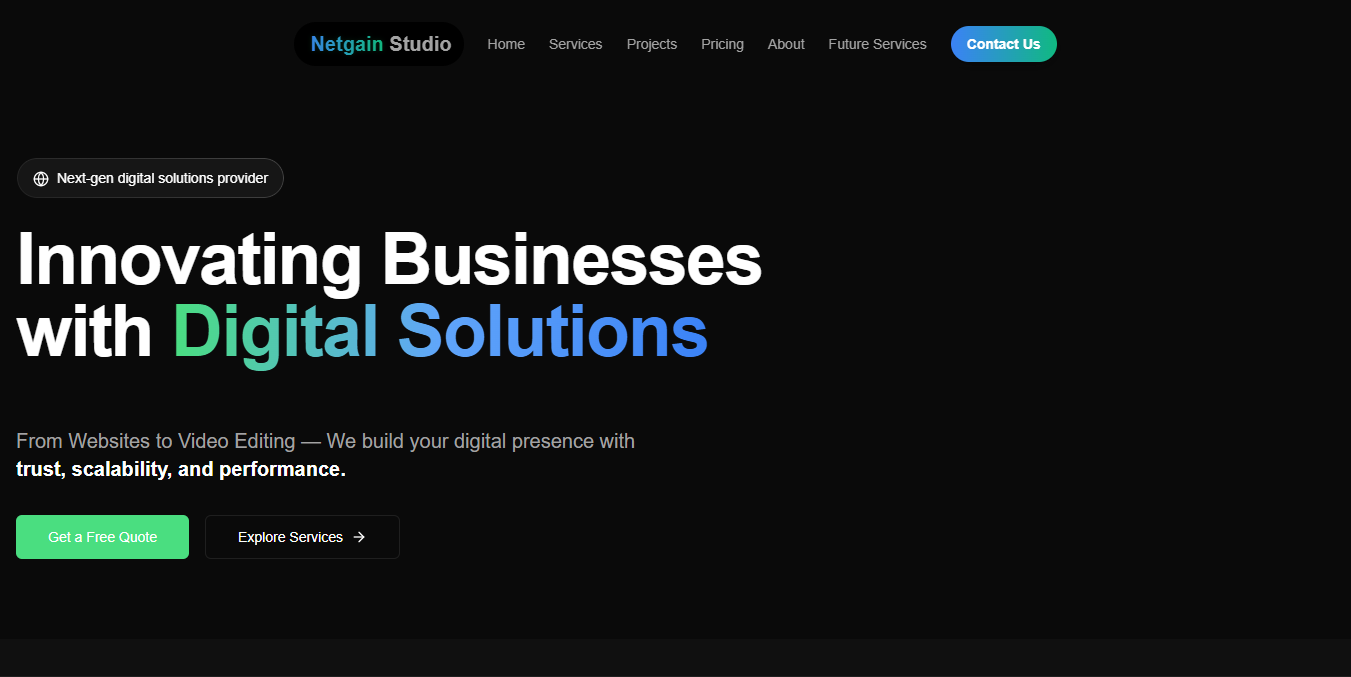 Netgain Studio Home Services Projects Pricing About Future Services Contact Us
Next-gen digital solutions provider
Innovating Businesses
with Digital Solutions
From Websites to Video Editing — We build your digital presence with
trust, scalability, and performance.
Get a Free Quote Explore Services →